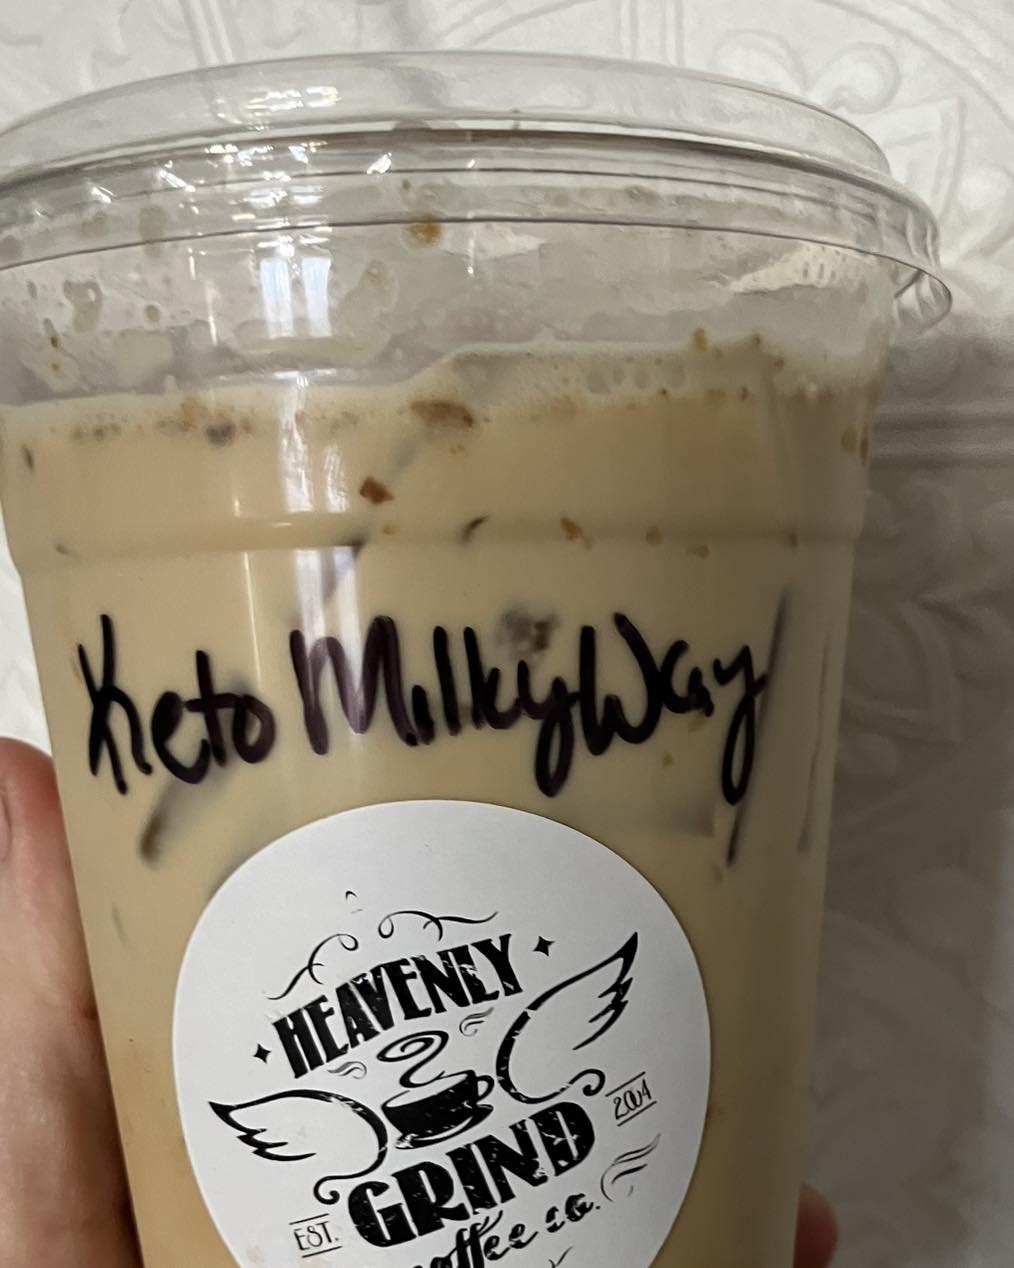 Keto MilkyWay
HEAVENLY
GRIND
EST. 2004
coffee co.